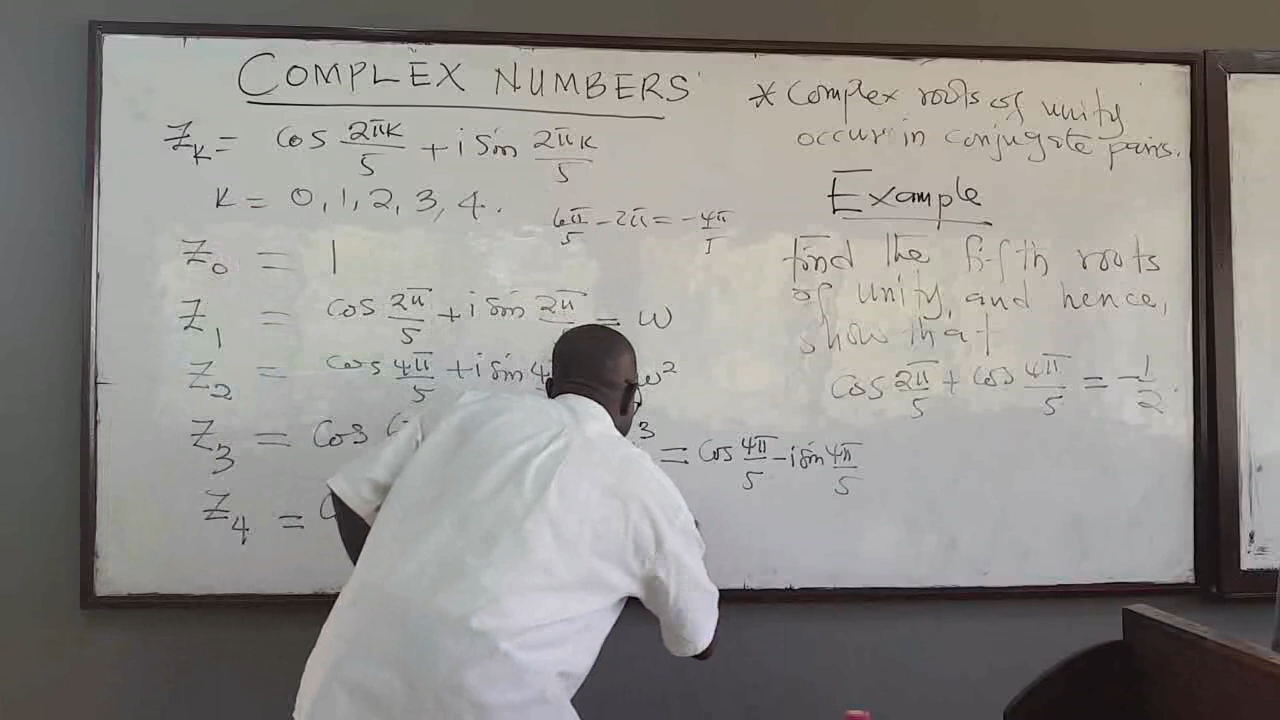 COMPLEX NUMBERS
Z_K = Cos 2πK/5 + i Sin 2πK/5
K = 0, 1, 2, 3, 4.
6π/5 - 2π = -4π/5
Z_0 = 1
Z_1 = Cos 2π/5 + i Sin 2π = ω
Z_2 = Cos 4π/5 + i Sin 4 ω^2
Z_3 = Cos 3 = Cos 4π/5 - i Sin 4π/5
Z_4 =
* Complex roots of unity
occur in conjugate pairs.
Example
find the fifth roots
of unity, and hence,
show that
Cos 2π/5 + Cos 4π/5 = -1/2.